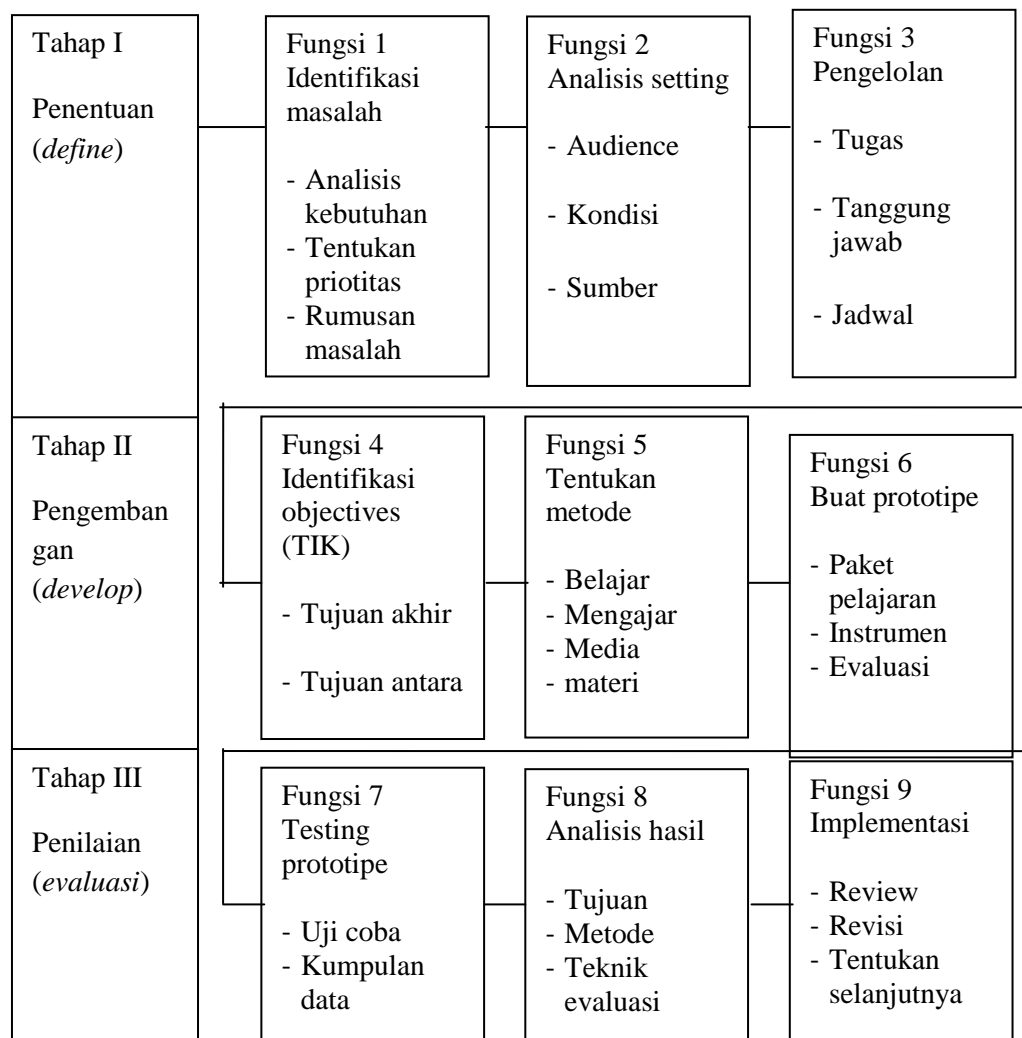 Tahap I
Penentuan
(define)
Fungsi 1
Identifikasi
masalah
- Analisis
kebutuhan
- Tentukan
priotitas
- Rumusan
masalah
Fungsi 2
Analisis setting
- Audience
- Kondisi
- Sumber
Fungsi 3
Pengelolan
- Tugas
- Tanggung
jawab
- Jadwal
Tahap II
Pengemban
gan
(develop)
Fungsi 4
Identifikasi
objectives
(TIK)
- Tujuan akhir
- Tujuan antara
Fungsi 5
Tentukan
metode
- Belajar
- Mengajar
- Media
- materi
Fungsi 6
Buat prototipe
- Paket
pelajaran
- Instrumen
- Evaluasi
Tahap III
Penilaian
(evaluasi)
Fungsi 7
Testing
prototipe
- Uji coba
- Kumpulan
data
Fungsi 8
Analisis hasil
- Tujuan
- Metode
- Teknik
evaluasi
Fungsi 9
Implementasi
- Review
- Revisi
- Tentukan
selanjutnya